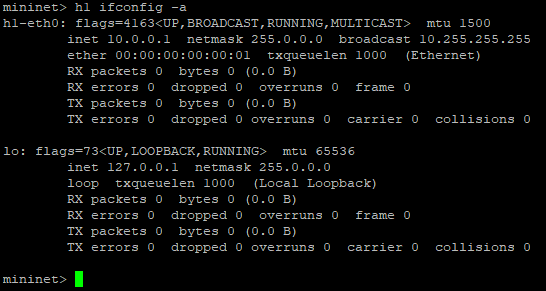 mininet> h1 ifconfig -a
h1-eth0: flags=4163<UP,BROADCAST,RUNNING,MULTICAST>  mtu 1500
        inet 10.0.0.1  netmask 255.0.0.0  broadcast 10.255.255.255
        ether 00:00:00:00:00:01  txqueuelen 1000  (Ethernet)
        RX packets 0  bytes 0 (0.0 B)
        RX errors 0  dropped 0  overruns 0  frame 0
        TX packets 0  bytes 0 (0.0 B)
        TX errors 0  dropped 0 overruns 0  carrier 0  collisions 0

lo: flags=73<UP,LOOPBACK,RUNNING>  mtu 65536
        inet 127.0.0.1  netmask 255.0.0.0
        loop  txqueuelen 1000  (Local Loopback)
        RX packets 0  bytes 0 (0.0 B)
        RX errors 0  dropped 0  overruns 0  frame 0
        TX packets 0  bytes 0 (0.0 B)
        TX errors 0  dropped 0 overruns 0  carrier 0  collisions 0

mininet>